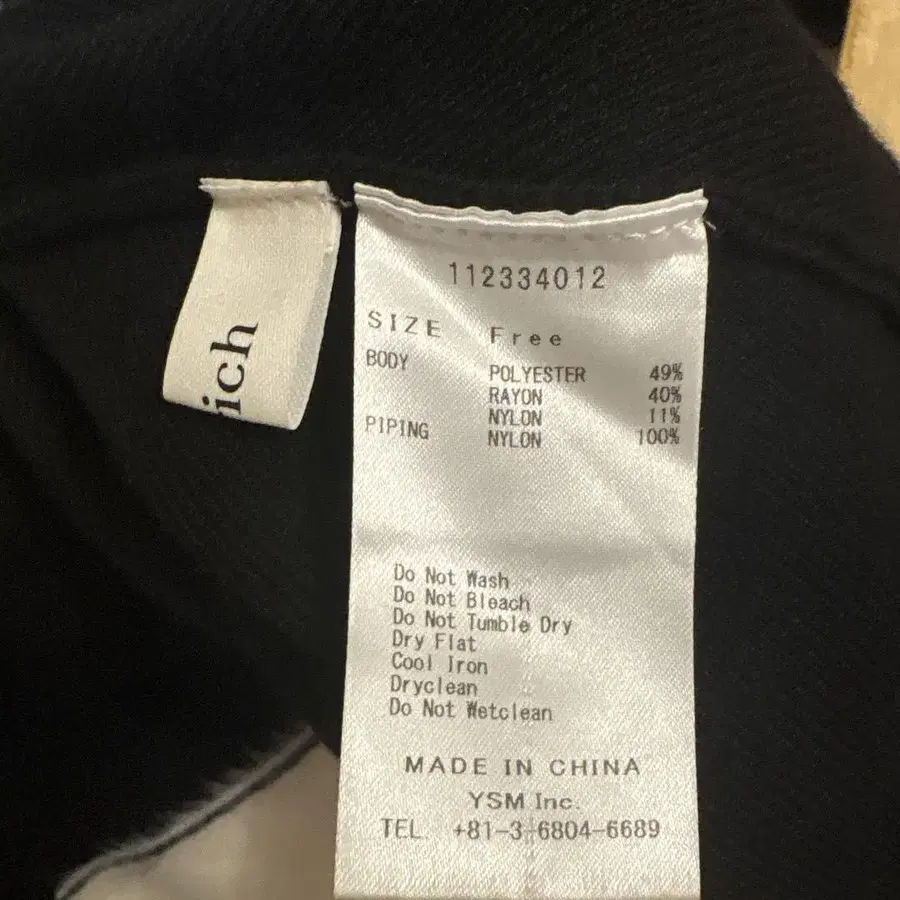 ich
112334012
SIZE Free
BODY POLYESTER 49%
RAYON 40%
NYLON 11%
PIPING NYLON 100%
Do Not Wash
Do Not Bleach
Do Not Tumble Dry
Dry Flat
Cool Iron
Dryclean
Do Not Wetclean
MADE IN CHINA
YSM Inc.
TEL +81-3-6804-6689